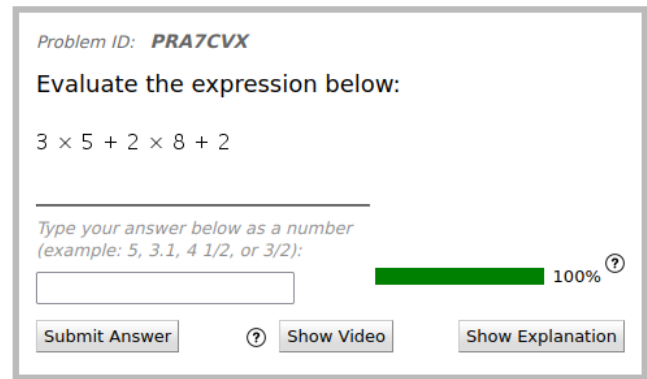 Problem ID: PRA7CVX
Evaluate the expression below:
3 × 5 + 2 × 8 + 2
Type your answer below as a number
(example: 5, 3.1, 4 1/2, or 3/2):
100% ?
Submit Answer ? Show Video Show Explanation